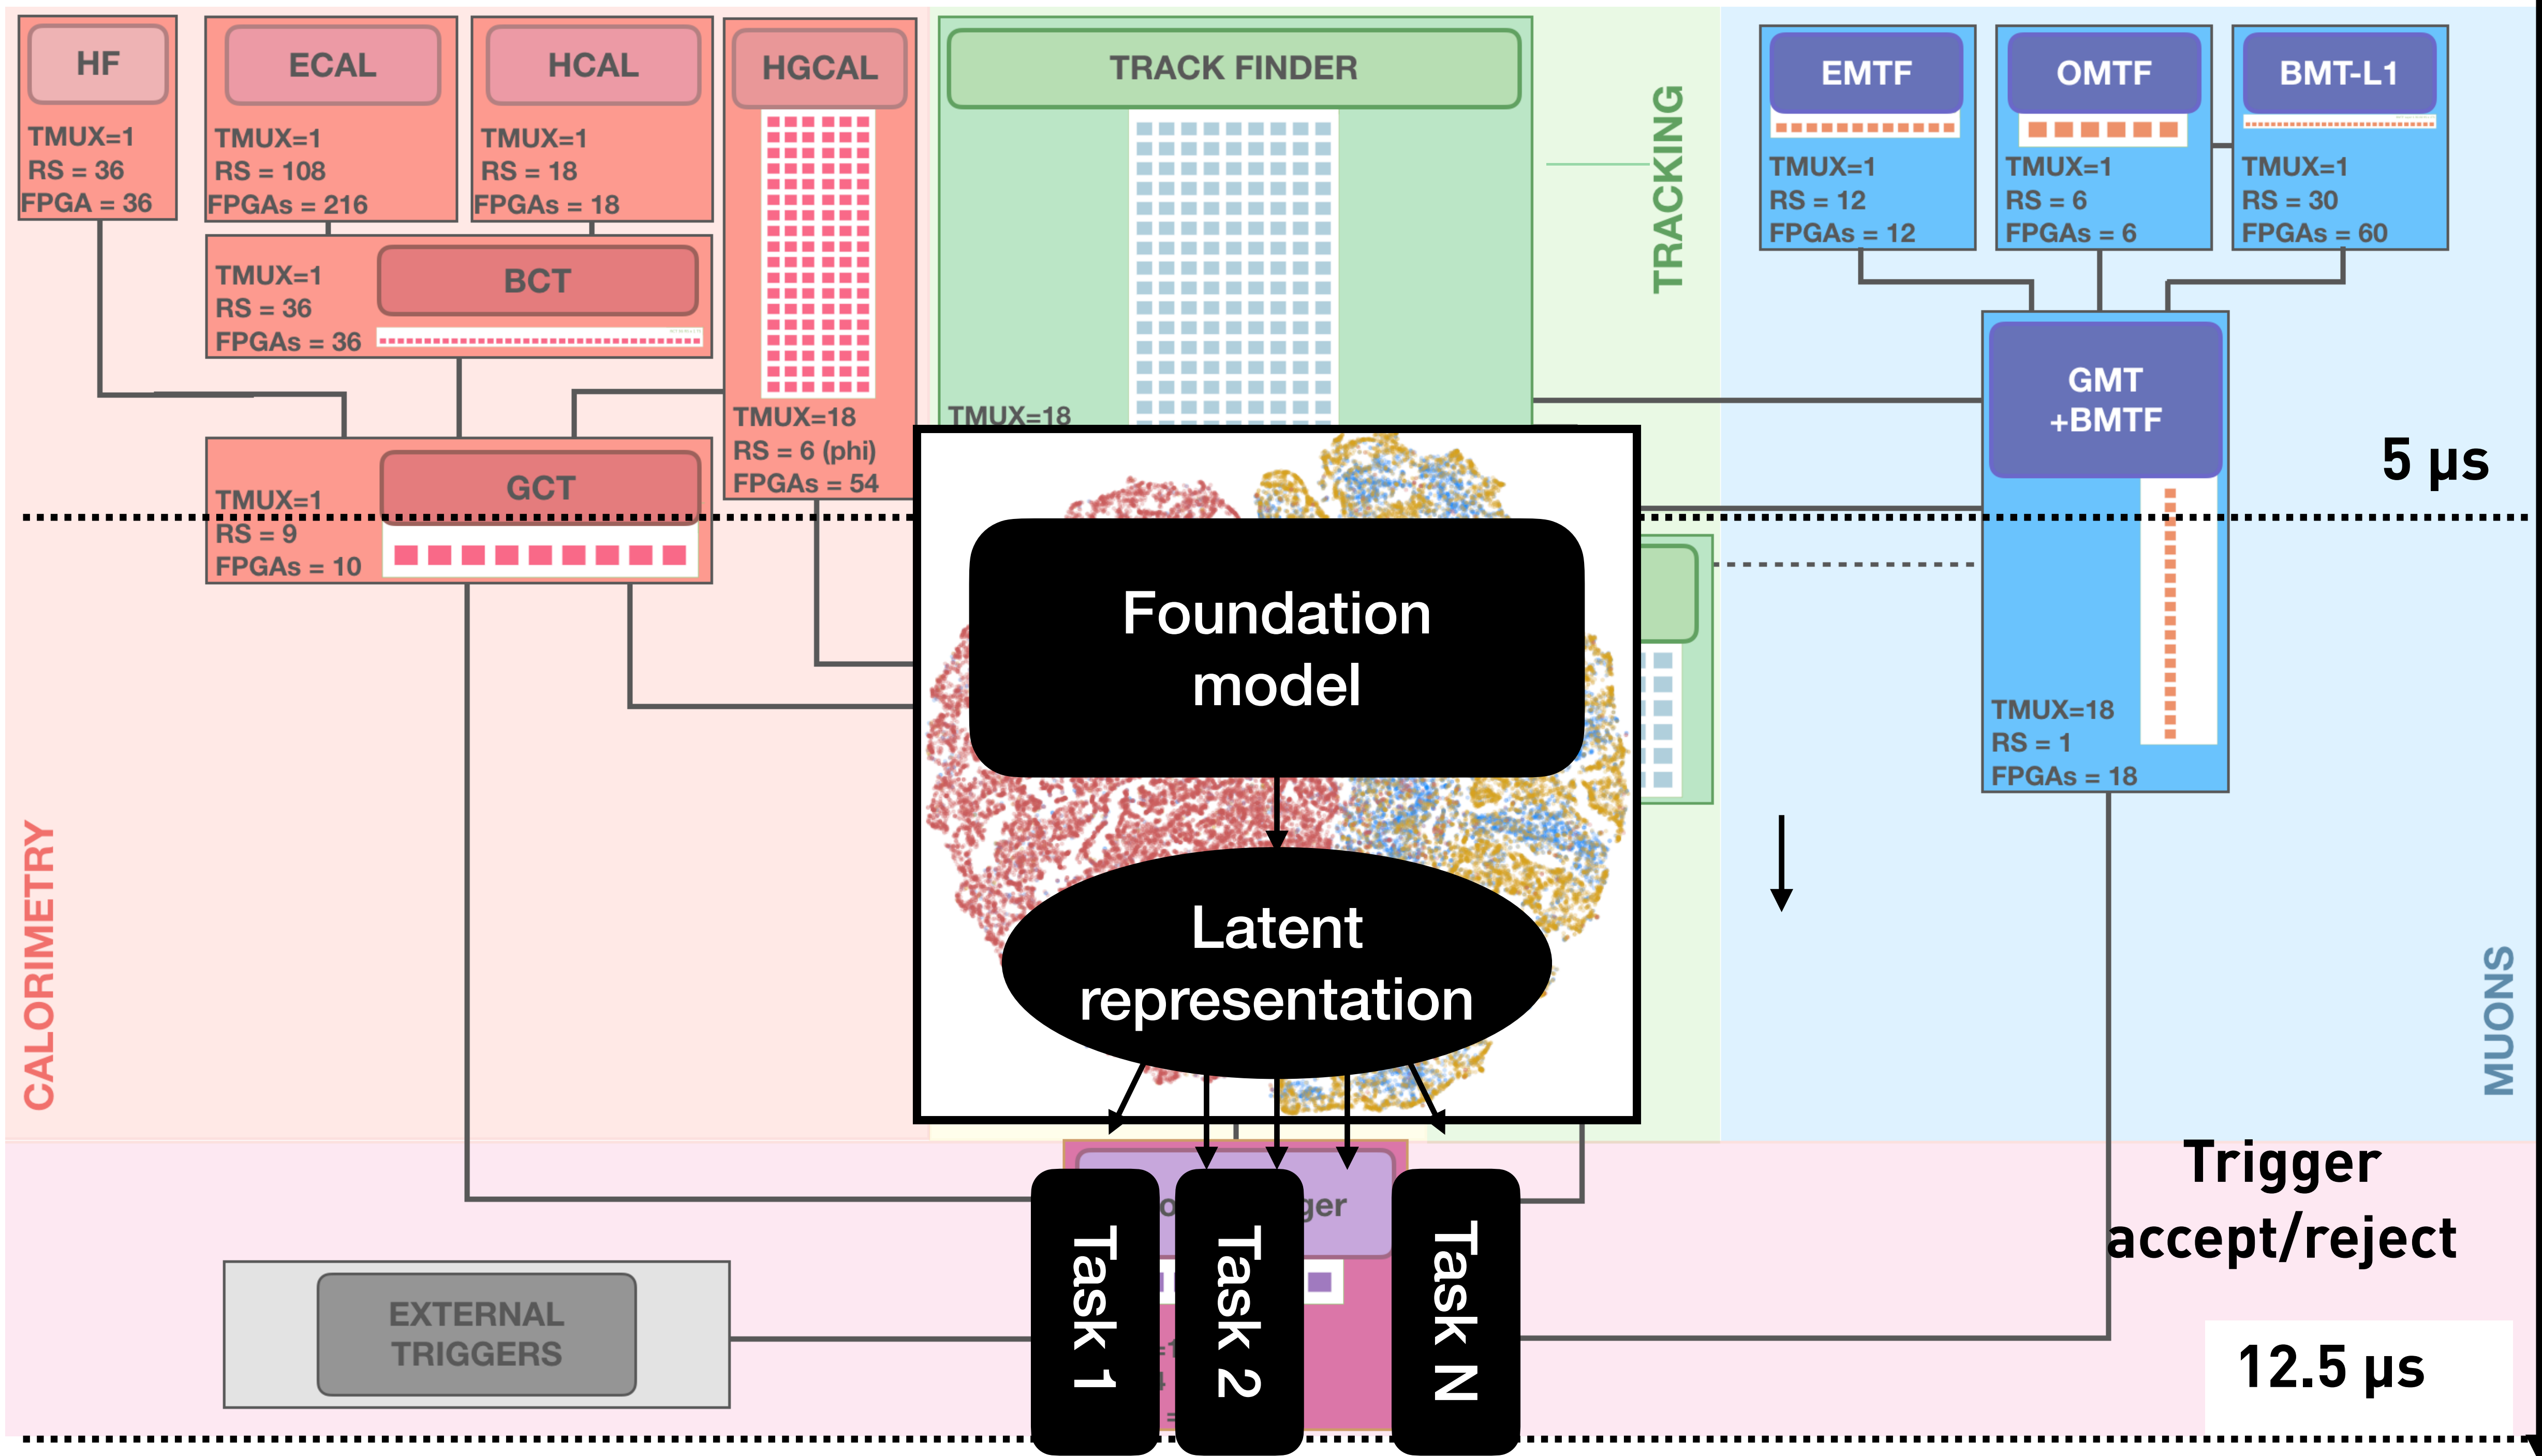 HF
TMUX=1
RS = 36
FPGA = 36
ECAL
TMUX=1
RS = 108
FPGAs = 216
HCAL
TMUX=1
RS = 18
FPGAs = 18
BCT
TMUX=1
RS = 36
FPGAs = 36
HGCAL
TMUX=18
RS = 6 (phi)
FPGAs = 54
GCT
TMUX=1
RS = 9
FPGAs = 10
CALORIMETRY
TRACK FINDER
TMUX=18
TRACKING
EMTF
TMUX=1
RS = 12
FPGAs = 12
OMTF
TMUX=1
RS = 6
FPGAs = 6
BMT-L1
TMUX=1
RS = 30
FPGAs = 60
GMT
+BMTF
TMUX=18
RS = 1
FPGAs = 18
5 µs
MUONS
Foundation
model
Latent
representation
Task 1
Task 2
Task N
EXTERNAL
TRIGGERS
Trigger
accept/reject
12.5 µs